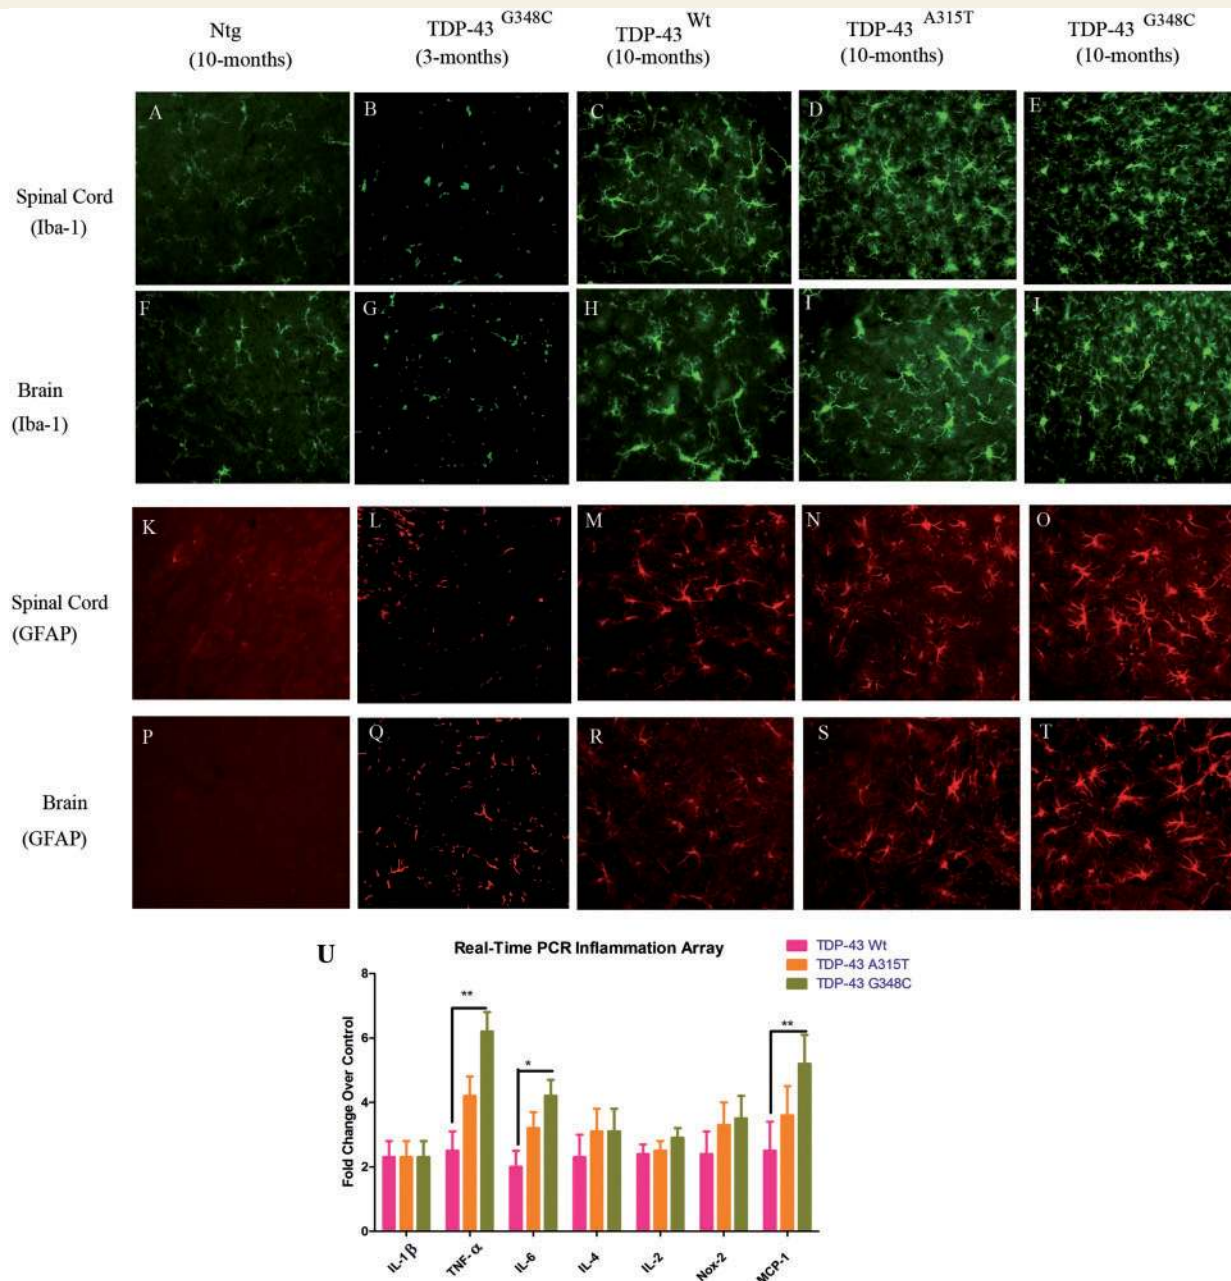 Ntg
(10-months)
TDP-43 G348C
(3-months)
TDP-43 Wt
(10-months)
TDP-43 A315T
(10-months)
TDP-43 G348C
(10-months)
Spinal Cord
(Iba-1)
A
B
C
D
E
Brain
(Iba-1)
F
G
H
I
J
Spinal Cord
(GFAP)
K
L
M
N
O
Brain
(GFAP)
P
Q
R
S
T
U
Real-Time PCR Inflammation Array
TDP-43 Wt
TDP-43 A315T
TDP-43 G348C
Fold Change Over Control
8
6
4
2
0
**
*
**
IL-1β
TNF-α
IL-6
IL-4
IL-2
Nox-2
MCP-1